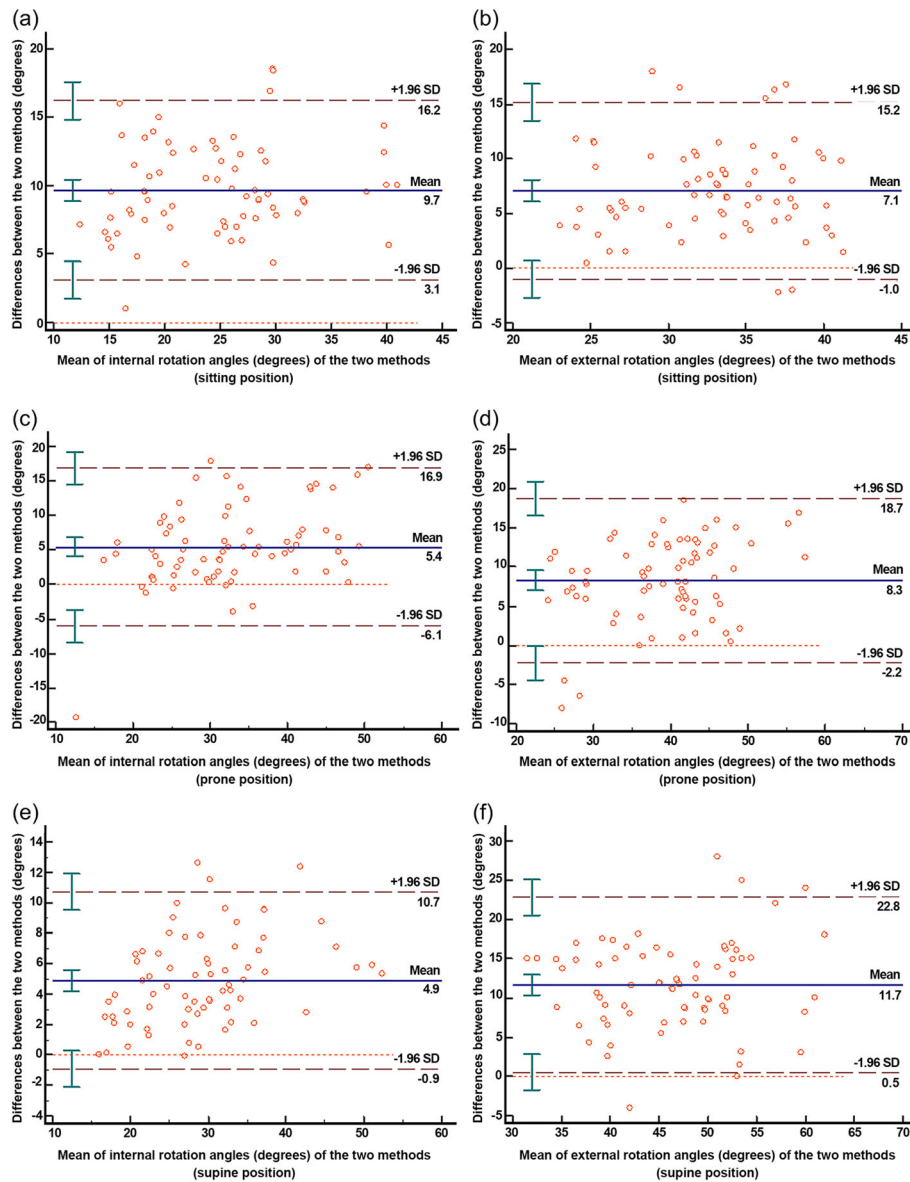 (a)
Differences between the two methods (degrees)
20
15
10
5
0
+1.96 SD
16.2
Mean
9.7
-1.96 SD
3.1
10 15 20 25 30 35 40 45
Mean of internal rotation angles (degrees) of the two methods
(sitting position)
(b)
Differences between the two methods (degrees)
20
15
10
5
0
-5
+1.96 SD
15.2
Mean
7.1
-1.96 SD
-1.0
20 25 30 35 40 45
Mean of external rotation angles (degrees) of the two methods
(sitting position)
(c)
Differences between the two methods (degrees)
20
15
10
5
0
-5
-10
-15
-20
+1.96 SD
16.9
Mean
5.4
-1.96 SD
-6.1
10 20 30 40 50 60
Mean of internal rotation angles (degrees) of the two methods
(prone position)
(d)
Differences between the two methods (degrees)
25
20
15
10
5
0
-5
-10
+1.96 SD
18.7
Mean
8.3
-1.96 SD
-2.2
20 30 40 50 60 70
Mean of external rotation angles (degrees) of the two methods
(prone position)
(e)
Differences between the two methods (degrees)
14
12
10
8
6
4
2
0
-2
-4
+1.96 SD
10.7
Mean
4.9
-1.96 SD
-0.9
10 20 30 40 50 60
Mean of internal rotation angles (degrees) of the two methods
(supine position)
(f)
Differences between the two methods (degrees)
30
25
20
15
10
5
0
-5
+1.96 SD
22.8
Mean
11.7
-1.96 SD
0.5
30 35 40 45 50 55 60 65 70
Mean of external rotation angles (degrees) of the two methods
(supine position)